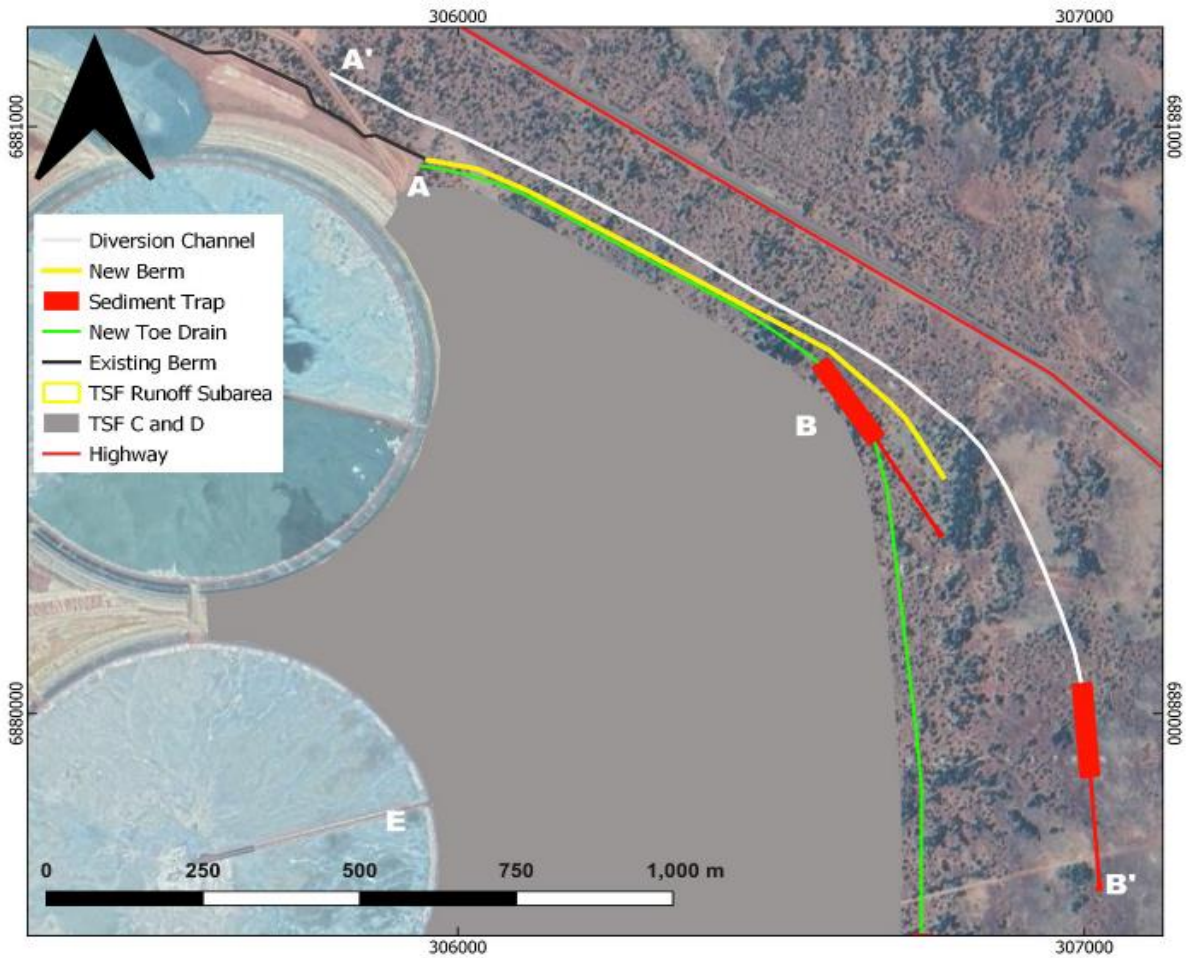 306000 307000
A'
6881000 6881000
A
Diversion Channel
New Berm
Sediment Trap
New Toe Drain
Existing Berm
TSF Runoff Subarea
TSF C and D
Highway
B
6880000 6880000
E
0 250 500 750 1,000 m
B'
306000 307000